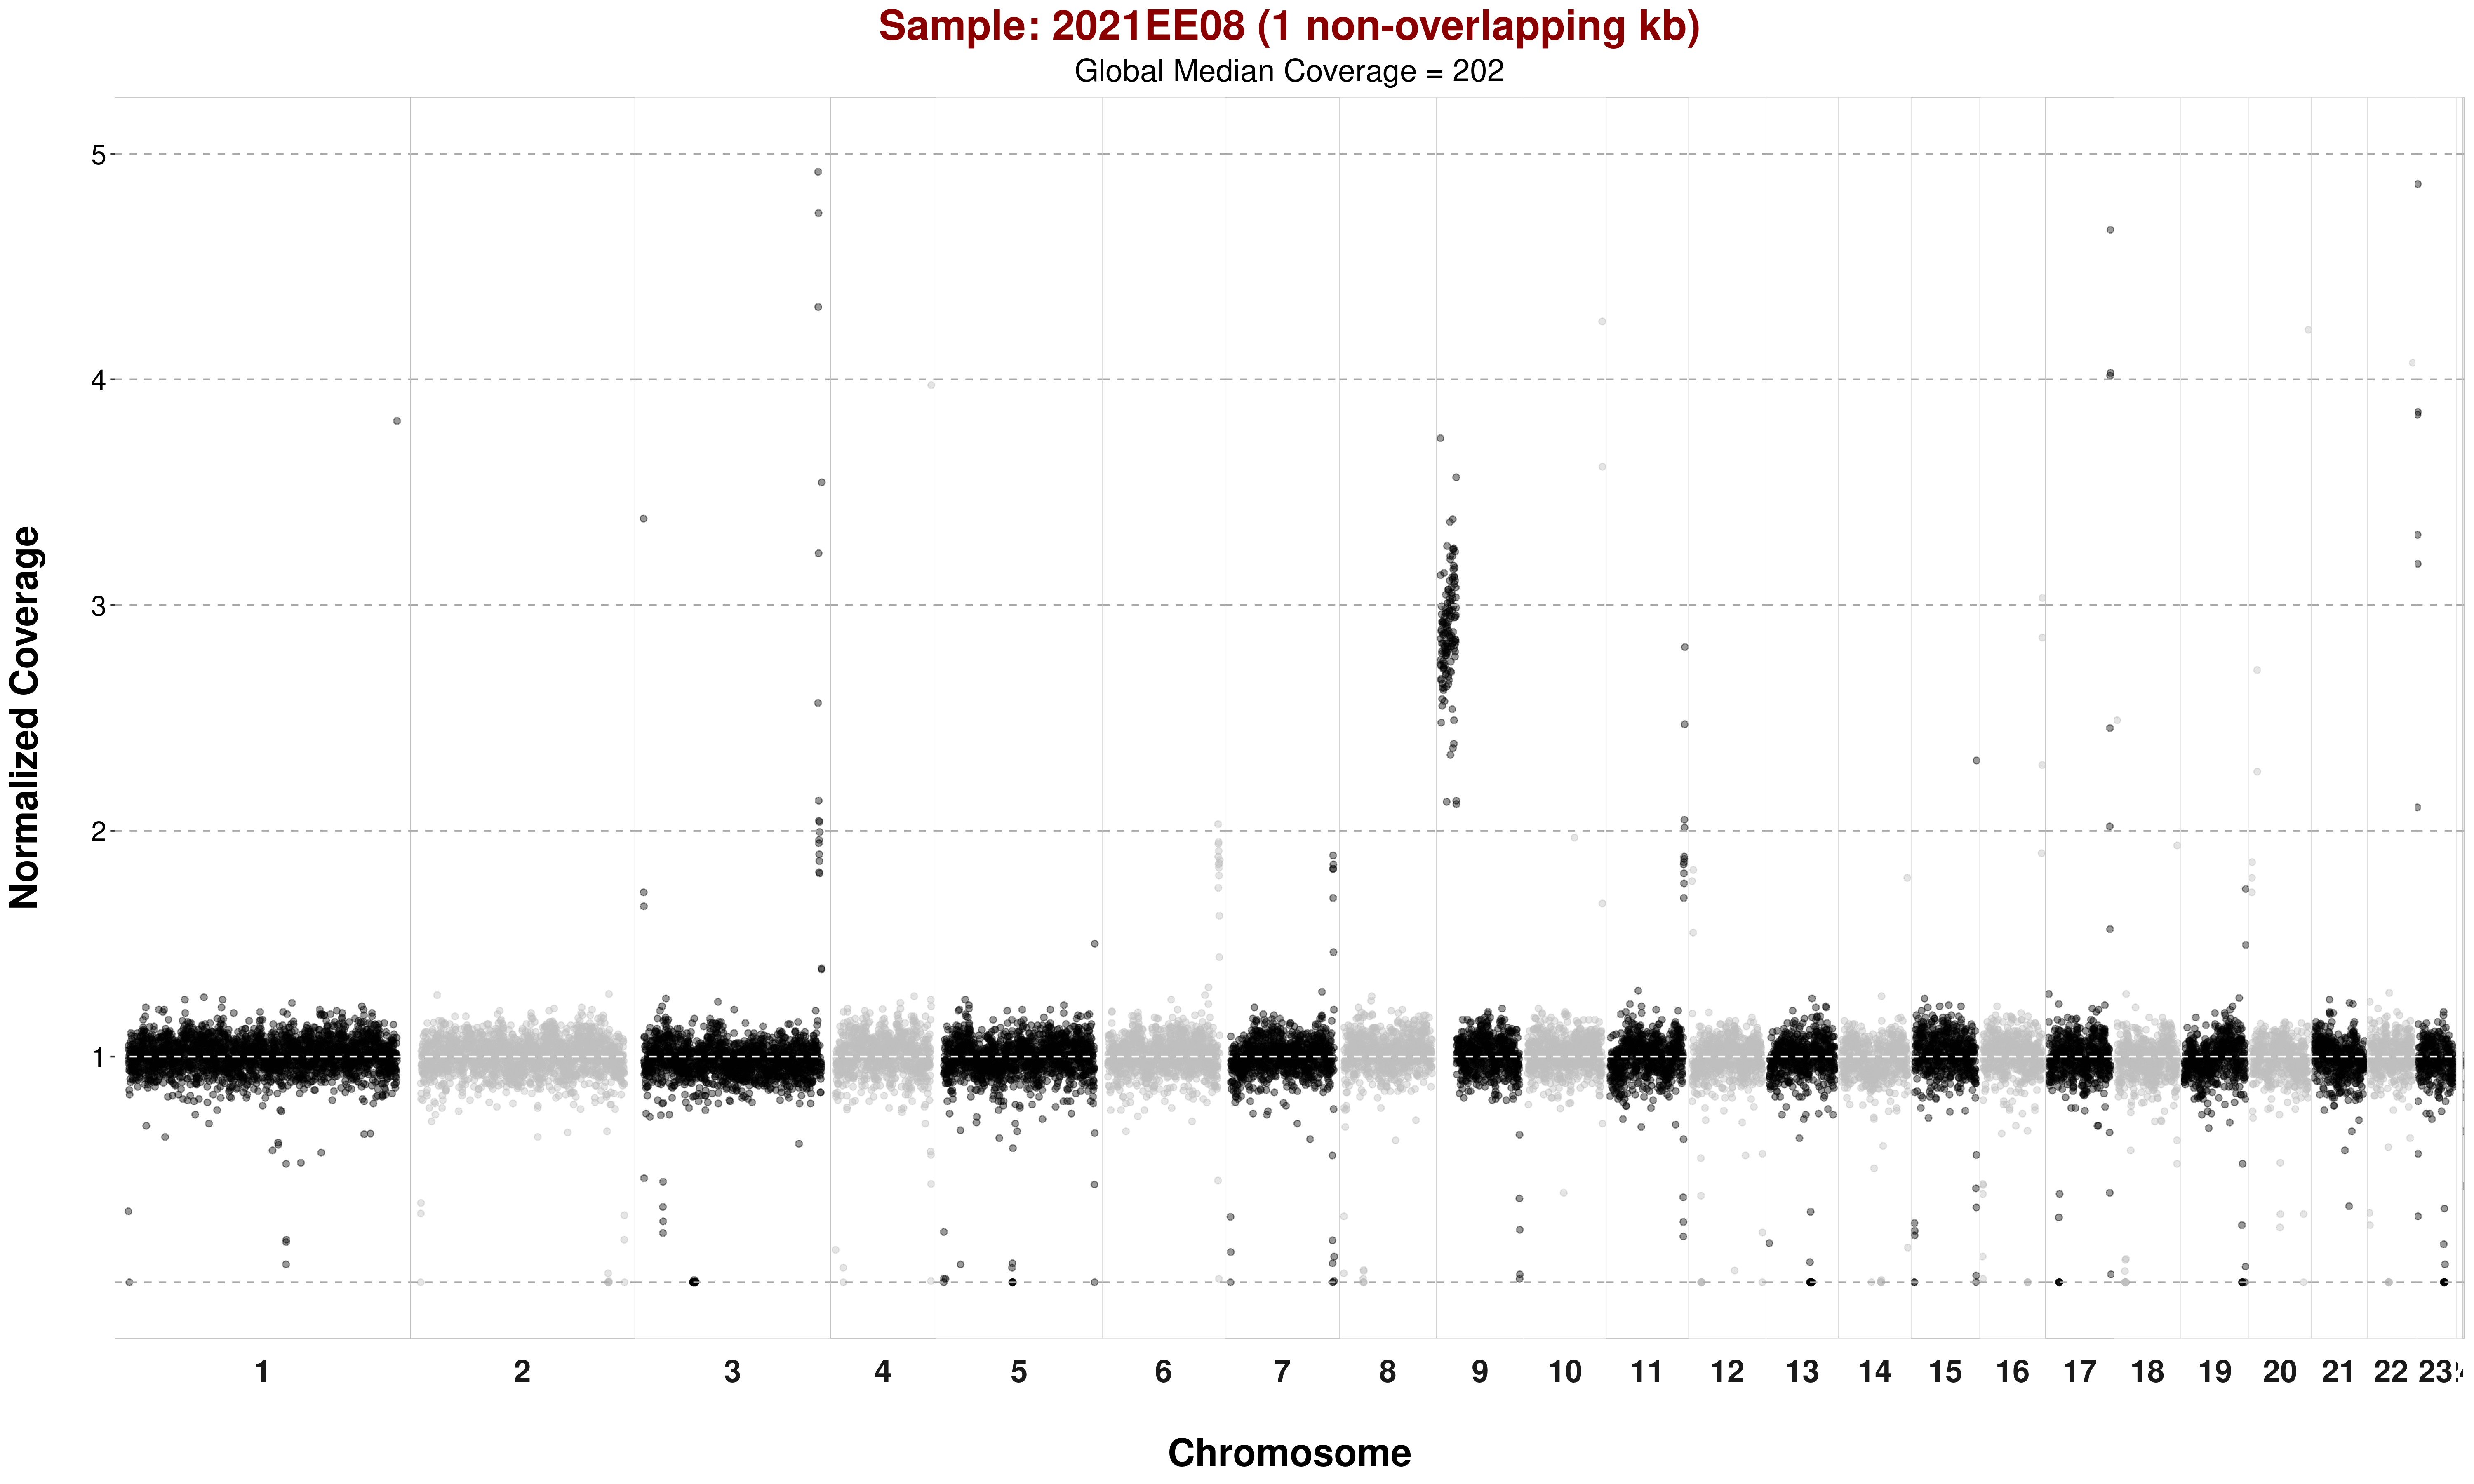 Sample: 2021EE08 (1 non-overlapping kb)
Global Median Coverage = 202
Normalized Coverage
5
4
3
2
1
1 2 3 4 5 6 7 8 9 10 11 12 13 14 15 16 17 18 19 20 21 22 23
Chromosome